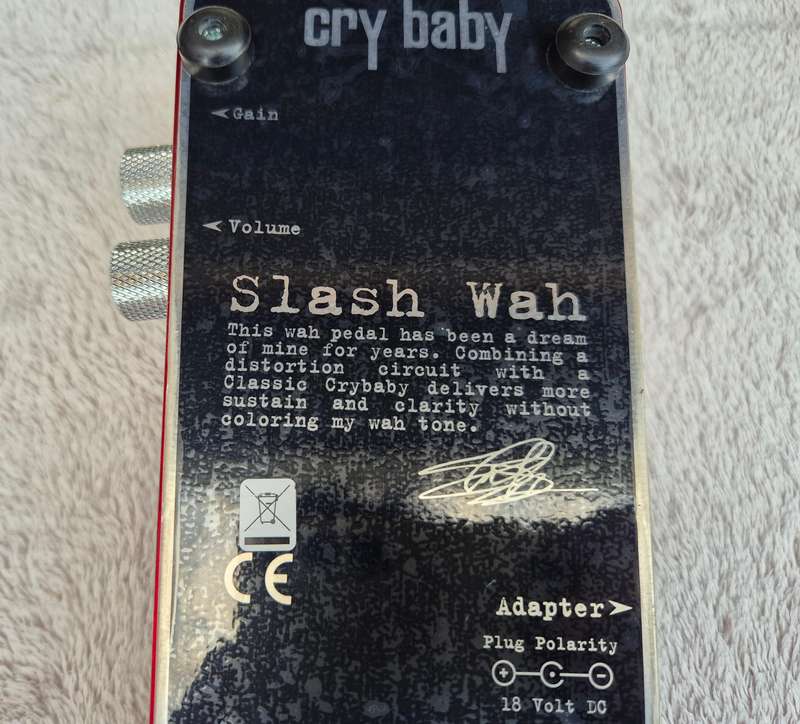 cry baby
Gain
Volume
Slash Wah
This wah pedal has been a dream
of mine for years. Combining a
distortion circuit with a
Classic Crybaby delivers more
sustain and clarity without
coloring my wah tone.
CE
Adapter
Plug Polarity
+ -
18 Volt DC